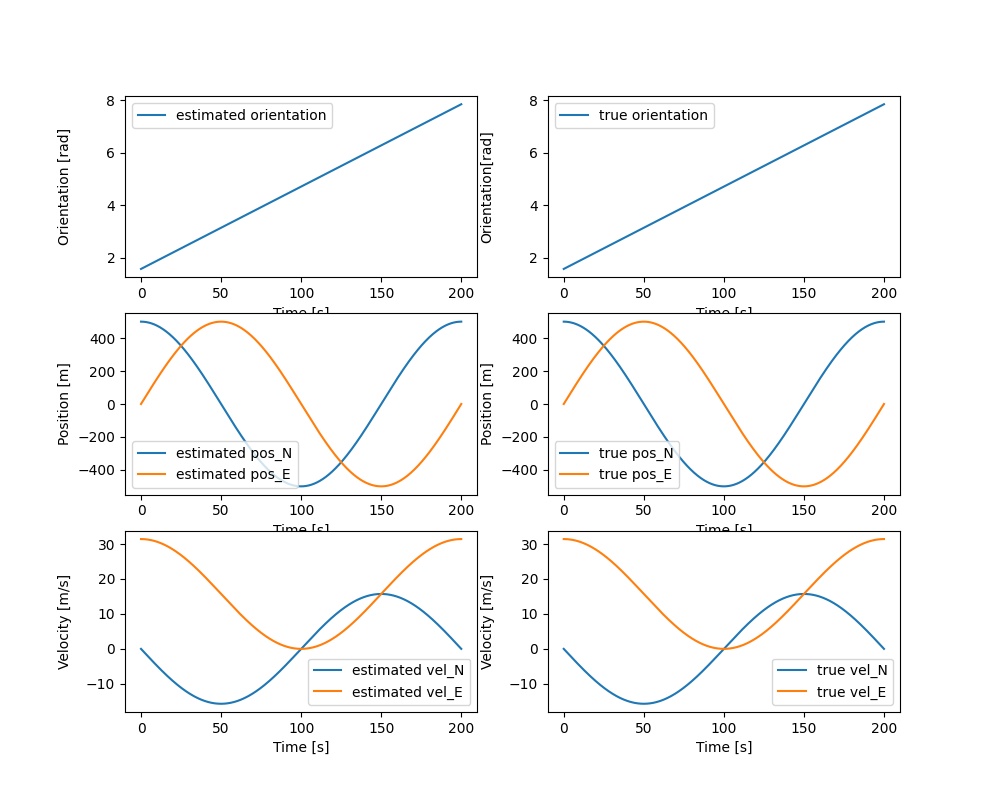 estimated orientation
Orientation [rad]
8
6
4
2
0 50 100 150 200
Time [s]
true orientation
Orientation[rad]
8
6
4
2
0 50 100 150 200
Time [s]
Position [m]
400
200
0
−200
−400
estimated pos_N
estimated pos_E
0 50 100 150 200
Time [s]
Position [m]
400
200
0
−200
−400
true pos_N
true pos_E
0 50 100 150 200
Time [s]
Velocity [m/s]
30
20
10
0
−10
estimated vel_N
estimated vel_E
0 50 100 150 200
Time [s]
Velocity [m/s]
30
20
10
0
−10
true vel_N
true vel_E
0 50 100 150 200
Time [s]